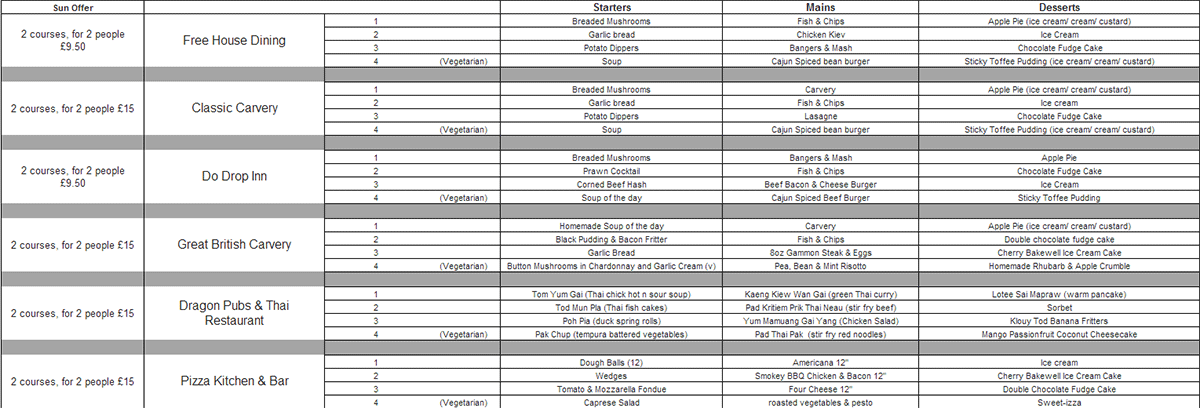 Sun Offer Starters Mains Desserts
1 Breaded Mushrooms Fish & Chips Apple Pie (ice cream/ cream/ custard)
2 courses, for 2 people £9.50 Free House Dining 2 Garlic bread Chicken Kiev Ice Cream
3 Potato Dippers Bangers & Mash Chocolate Fudge Cake
4 (Vegetarian) Soup Cajun Spiced bean burger Sticky Toffee Pudding (ice cream/ cream/ custard)
1 Breaded Mushrooms Carvery Apple Pie (ice cream/ cream/ custard)
2 courses, for 2 people £15 Classic Carvery 2 Garlic bread Fish & Chips Ice cream
3 Potato Dippers Lasagne Chocolate Fudge Cake
4 (Vegetarian) Soup Cajun Spiced bean burger Sticky Toffee Pudding (ice cream/ cream/ custard)
1 Breaded Mushrooms Bangers & Mash Apple Pie
2 courses, for 2 people £9.50 Do Drop Inn 2 Prawn Cocktail Fish & Chips Chocolate Fudge Cake
3 Corned Beef Hash Beef Bacon & Cheese Burger Ice Cream
4 (Vegetarian) Soup of the day Cajun Spiced Beef Burger Sticky Toffee Pudding
1 Homemade Soup of the day Carvery Apple Pie (ice cream/ cream/ custard)
2 courses, for 2 people £15 Great British Carvery 2 Black Pudding & Bacon Fritter Fish & Chips Double chocolate fudge cake
3 Garlic Bread 8oz Gammon Steak & Eggs Cherry Bakewell Ice Cream Cake
4 (Vegetarian) Button Mushrooms in Chardonnay and Garlic Cream (v) Pea, Bean & Mint Risotto Homemade Rhubarb & Apple Crumble
1 Tom Yum Gai (Thai chick hot n sour soup) Kaeng Kiew Wan Gai (green Thai curry) Lotee Sai Mapraw (warm pancake)
2 courses, for 2 people £15 Dragon Pubs & Thai Restaurant 2 Tod Mun Pla (Thai fish cakes) Pad Kritiem Prik Thai Neau (stir fry beef) Sorbet
3 Poh Pia (duck spring rolls) Yum Mamuang Gai Yang (Chicken Salad) Klouy Tod Banana Fritters
4 (Vegetarian) Pak Chup (tempura battered vegetables) Pad Thai Pak (stir fry red noodles) Mango Passionfruit Coconut Cheesecake
1 Dough Balls (12) Americana 12" Ice cream
2 courses, for 2 people £15 Pizza Kitchen & Bar 2 Wedges Smokey BBQ Chicken & Bacon 12" Cherry Bakewell Ice Cream Cake
3 Tomato & Mozzarella Fondue Four Cheese 12" Double Chocolate Fudge Cake
4 (Vegetarian) Caprese Salad roasted vegetables & pesto Sweet-izza